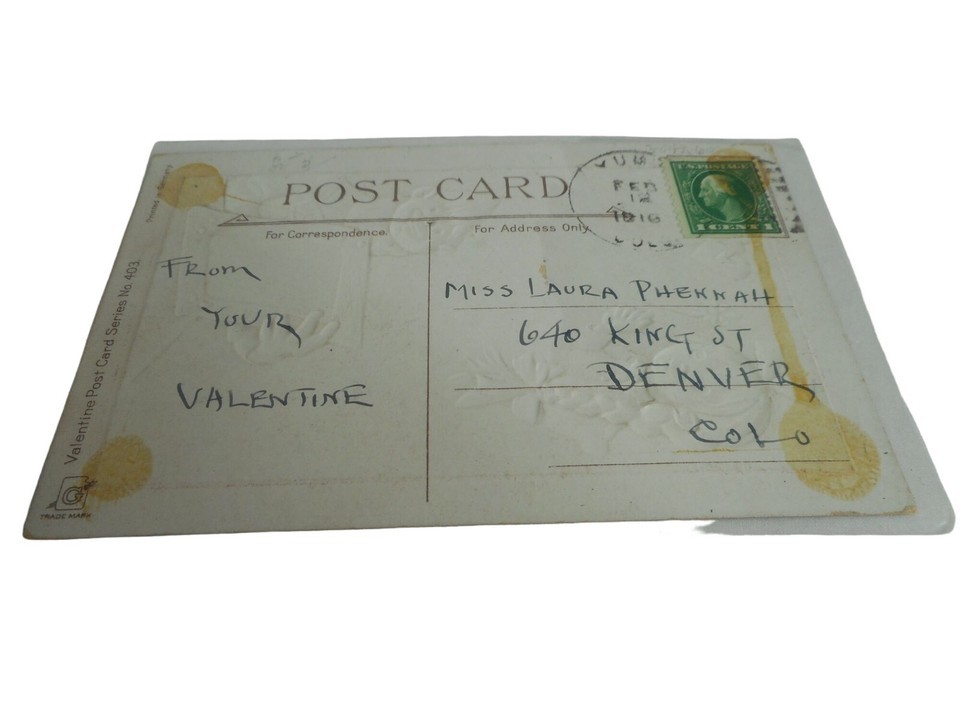 POST CARD
For Correspondence.
For Address Only.
FEB
12
U.S. POSTAGE
1 CENT 1
From
Your
VALENTINE
MISS LAURA PHENNAH
640 KING ST
DENVER
COLO
Valentine Post Card Series No. 403.
TRADE MARK